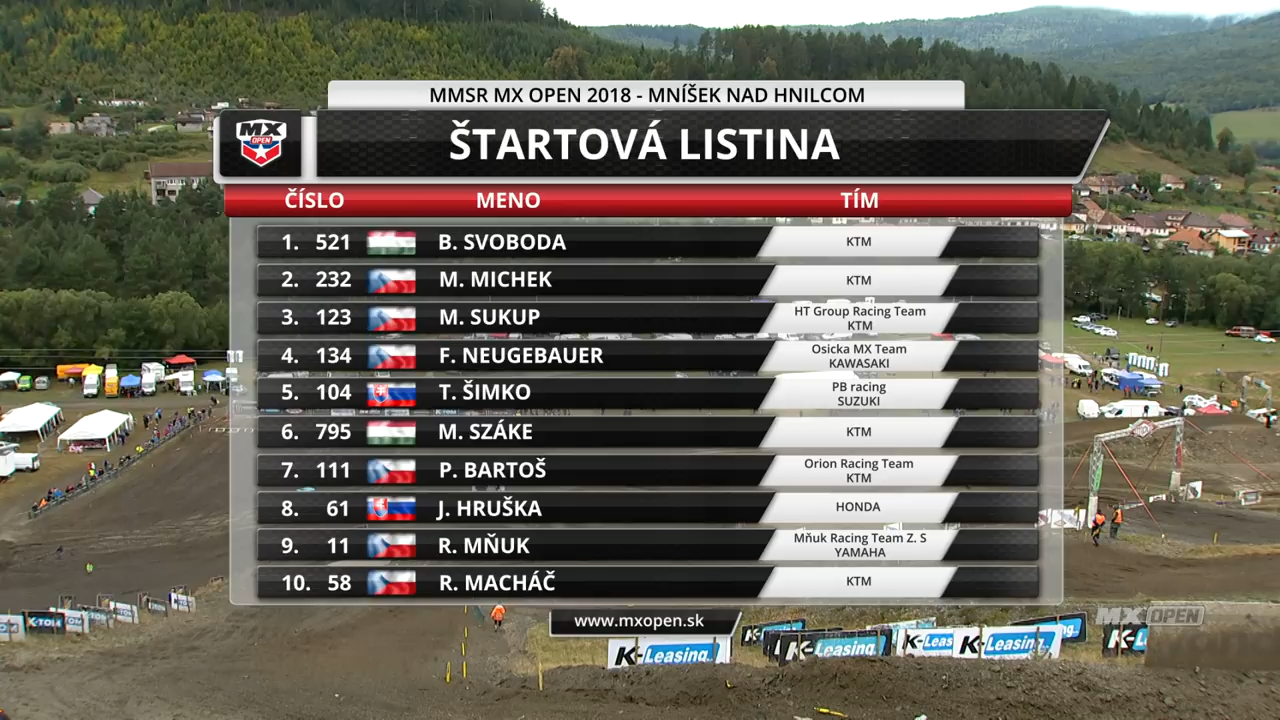 MMSR MX OPEN 2018 - MNÍŠEK NAD HNILCOM
MX OPEN
ŠTARTOVÁ LISTINA
ČÍSLO MENO TÍM
1. 521 B. SVOBODA KTM
2. 232 M. MICHEK KTM
3. 123 M. SUKUP HT Group Racing Team
KTM
4. 134 F. NEUGEBAUER Osicka MX Team
KAWASAKI
5. 104 T. ŠIMKO PB racing
SUZUKI
6. 795 M. SZÁKE KTM
7. 111 P. BARTOŠ Orion Racing Team
KTM
8. 61 J. HRUŠKA HONDA
9. 11 R. MŇUK Mňuk Racing Team Z. S
YAMAHA
10. 58 R. MACHÁČ KTM
www.mxopen.sk
MX OPEN
K-Leasing
K-Leasing
K-Leas
K-Leasing